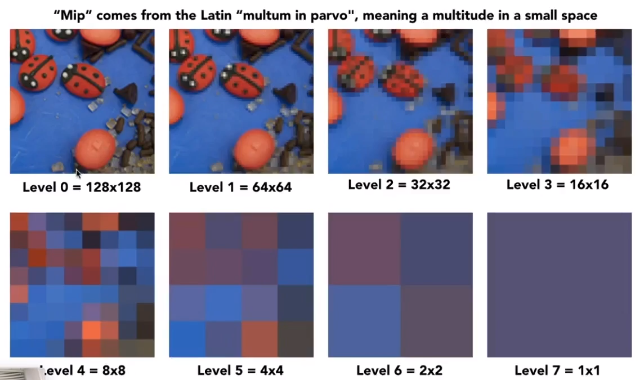 “Mip” comes from the Latin “multum in parvo", meaning a multitude in a small space
Level 0 = 128x128
Level 1 = 64x64
Level 2 = 32x32
Level 3 = 16x16
Level 4 = 8x8
Level 5 = 4x4
Level 6 = 2x2
Level 7 = 1x1